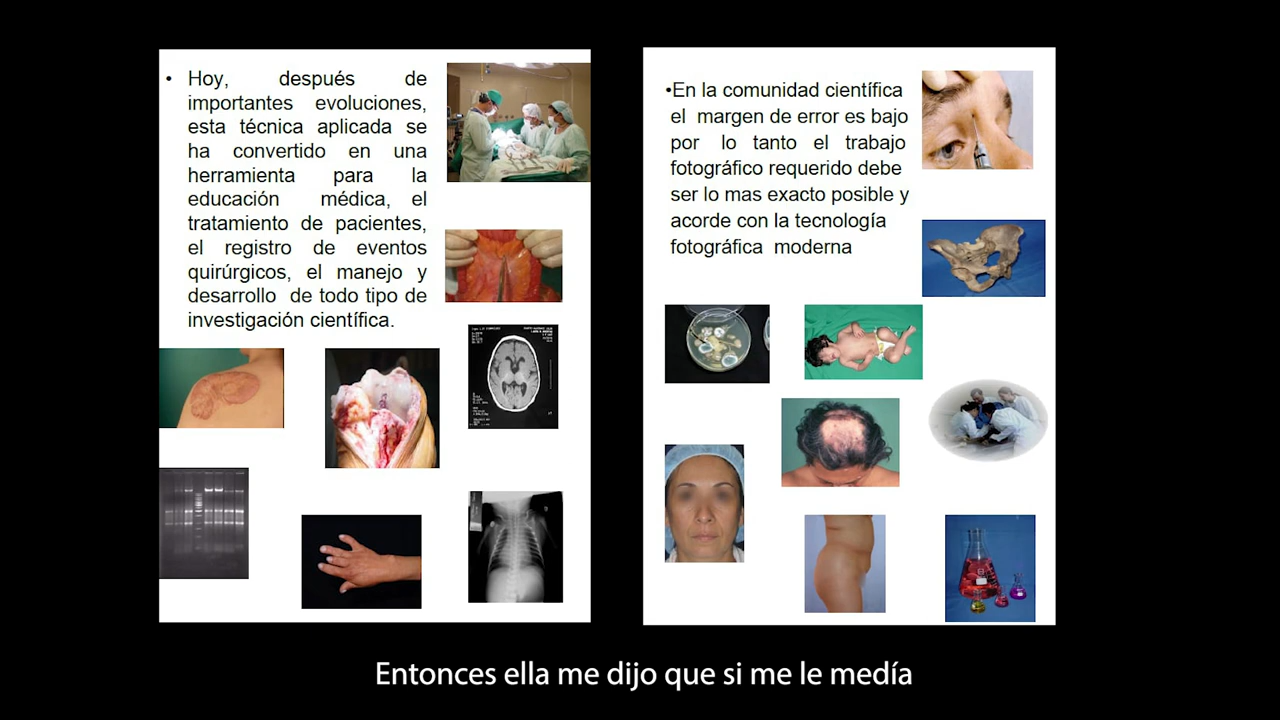 • Hoy, después de
importantes evoluciones,
esta técnica aplicada se
ha convertido en una
herramienta para la
educación médica, el
tratamiento de pacientes,
el registro de eventos
quirúrgicos, el manejo y
desarrollo de todo tipo de
investigación científica.
•En la comunidad científica
el margen de error es bajo
por lo tanto el trabajo
fotográfico requerido debe
ser lo mas exacto posible y
acorde con la tecnología
fotográfica moderna
Entonces ella me dijo que si me le medía